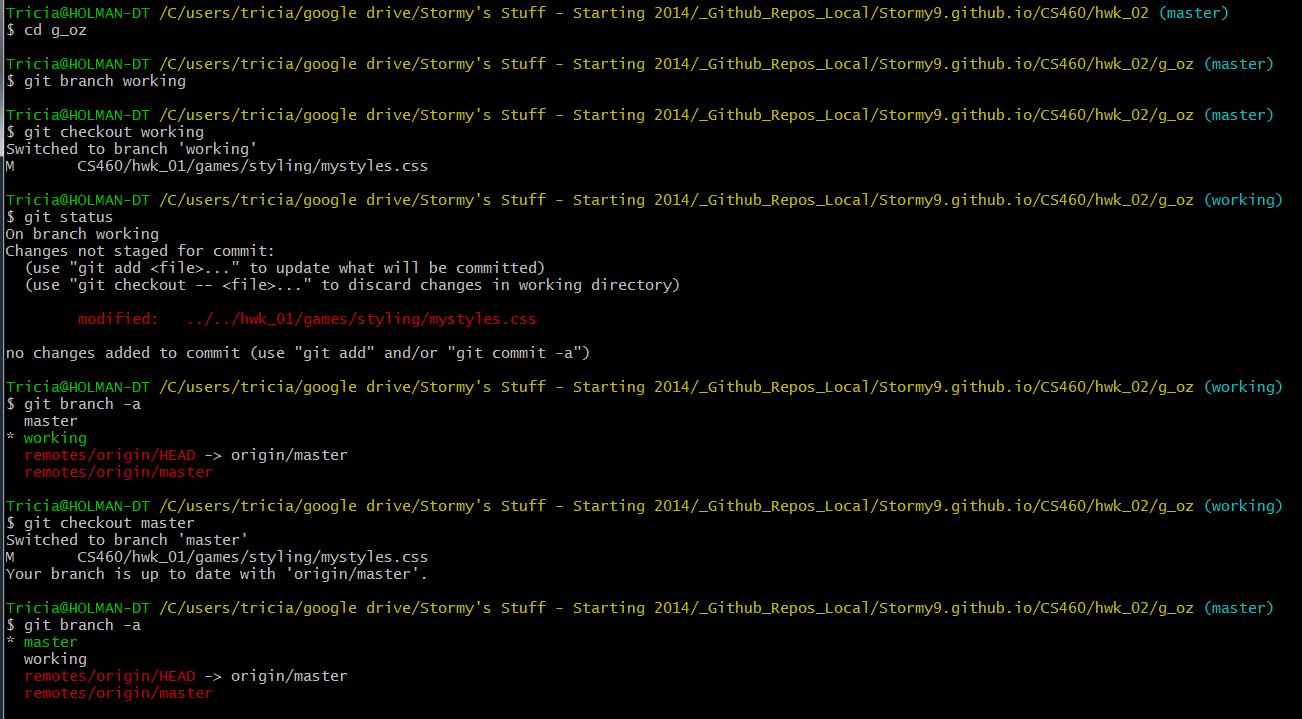 Tricia@HOLMAN-DT /C/users/tricia/google drive/Stormy's Stuff - Starting 2014/_Github_Repos_Local/Stormy9.github.io/CS460/hwk_02 (master)
$ cd g_oz
Tricia@HOLMAN-DT /C/users/tricia/google drive/Stormy's Stuff - Starting 2014/_Github_Repos_Local/Stormy9.github.io/CS460/hwk_02/g_oz (master)
$ git branch working
Tricia@HOLMAN-DT /C/users/tricia/google drive/Stormy's Stuff - Starting 2014/_Github_Repos_Local/Stormy9.github.io/CS460/hwk_02/g_oz (master)
$ git checkout working
Switched to branch 'working'
M       CS460/hwk_01/games/styling/mystyles.css
Tricia@HOLMAN-DT /C/users/tricia/google drive/Stormy's Stuff - Starting 2014/_Github_Repos_Local/Stormy9.github.io/CS460/hwk_02/g_oz (working)
$ git status
On branch working
Changes not staged for commit:
  (use "git add <file>..." to update what will be committed)
  (use "git checkout -- <file>..." to discard changes in working directory)
        modified:   ../../hwk_01/games/styling/mystyles.css
no changes added to commit (use "git add" and/or "git commit -a")
Tricia@HOLMAN-DT /C/users/tricia/google drive/Stormy's Stuff - Starting 2014/_Github_Repos_Local/Stormy9.github.io/CS460/hwk_02/g_oz (working)
$ git branch -a
  master
* working
  remotes/origin/HEAD -> origin/master
  remotes/origin/master
Tricia@HOLMAN-DT /C/users/tricia/google drive/Stormy's Stuff - Starting 2014/_Github_Repos_Local/Stormy9.github.io/CS460/hwk_02/g_oz (working)
$ git checkout master
Switched to branch 'master'
M       CS460/hwk_01/games/styling/mystyles.css
Your branch is up to date with 'origin/master'.
Tricia@HOLMAN-DT /C/users/tricia/google drive/Stormy's Stuff - Starting 2014/_Github_Repos_Local/Stormy9.github.io/CS460/hwk_02/g_oz (master)
$ git branch -a
* master
  working
  remotes/origin/HEAD -> origin/master
  remotes/origin/master